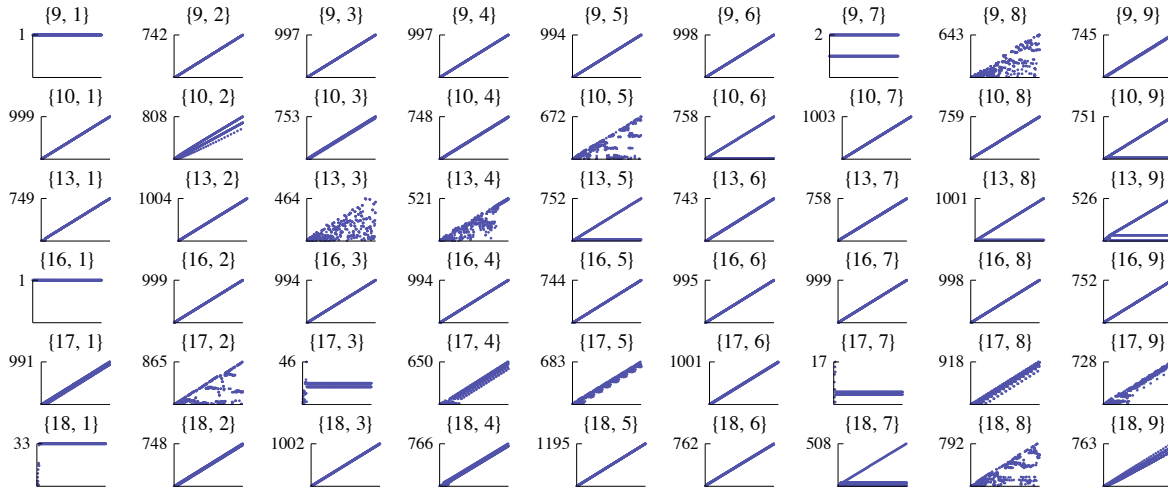 {9, 1} {9, 2} {9, 3} {9, 4} {9, 5} {9, 6} {9, 7} {9, 8} {9, 9}
1 742 997 997 994 998 2 643 745
{10, 1} {10, 2} {10, 3} {10, 4} {10, 5} {10, 6} {10, 7} {10, 8} {10, 9}
999 808 753 748 672 758 1003 759 751
{13, 1} {13, 2} {13, 3} {13, 4} {13, 5} {13, 6} {13, 7} {13, 8} {13, 9}
749 1004 464 521 752 743 758 1001 526
{16, 1} {16, 2} {16, 3} {16, 4} {16, 5} {16, 6} {16, 7} {16, 8} {16, 9}
1 999 994 994 744 995 999 998 752
{17, 1} {17, 2} {17, 3} {17, 4} {17, 5} {17, 6} {17, 7} {17, 8} {17, 9}
991 865 46 650 683 1001 17 918 728
{18, 1} {18, 2} {18, 3} {18, 4} {18, 5} {18, 6} {18, 7} {18, 8} {18, 9}
33 748 1002 766 1195 762 508 792 763